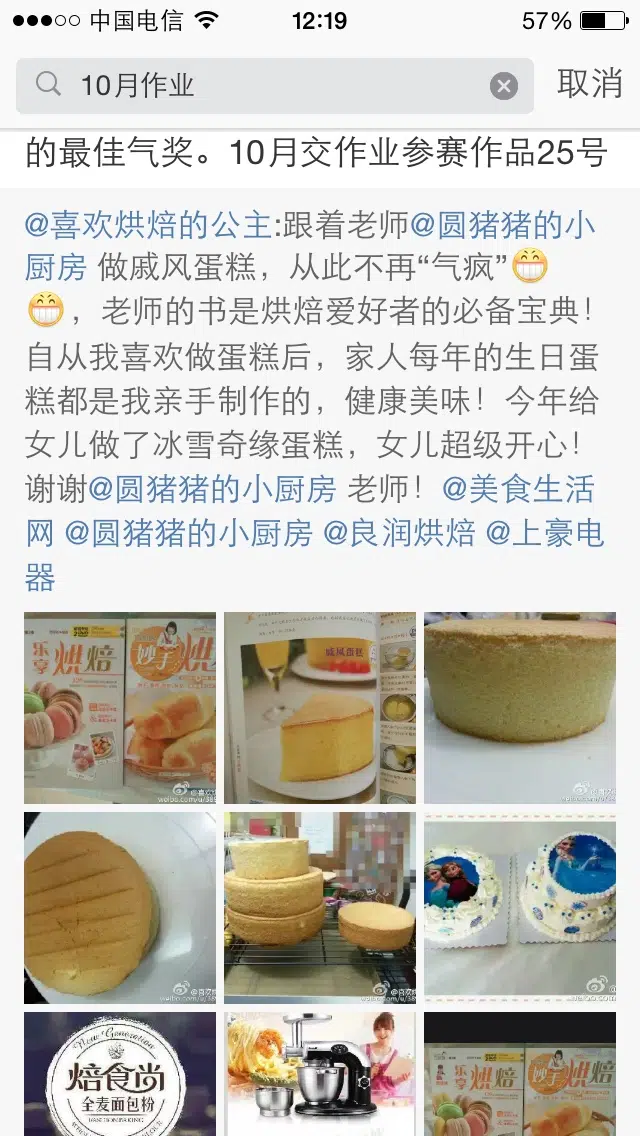 中国电信
12:19
57%
10月作业
取消
的最佳气奖。10月交作业参赛作品25号
@喜欢烘焙的公主:跟着老师@圆猪猪的小
厨房 做戚风蛋糕，从此不再“气疯”😁
😁，老师的书是烘焙爱好者的必备宝典！
自从我喜欢做蛋糕后，家人每年的生日蛋
糕都是我亲手制作的，健康美味！今年给
女儿做了冰雪奇缘蛋糕，女儿超级开心！
谢谢@圆猪猪的小厨房 老师！@美食生活
网 @圆猪猪的小厨房 @良润烘焙 @上豪电
器
乐享烘焙
妙手烘
戚风蛋糕
New Generation
焙食尚
全麦面包粉
乐享烘焙
妙手烘焙